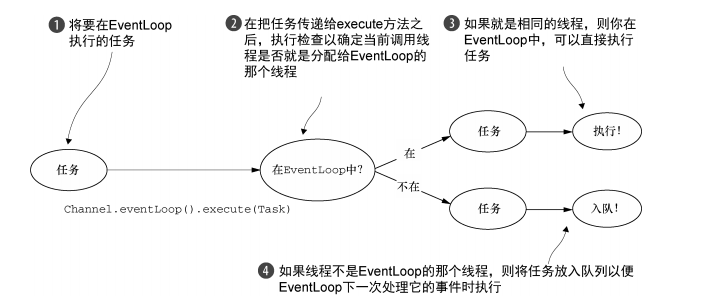 1 将要在EventLoop
执行的任务
2 在把任务传递给execute方法之
后，执行检查以确定当前调用线
程是否就是分配给EventLoop的
那个线程
3 如果就是相同的线程，则你在
EventLoop中，可以直接执行
任务
任务
Channel.eventLoop().execute(Task)
在EventLoop中?
在
不在
任务
执行!
任务
入队!
4 如果线程不是EventLoop的那个线程，则将任务放入队列以便
EventLoop下一次处理它的事件时执行